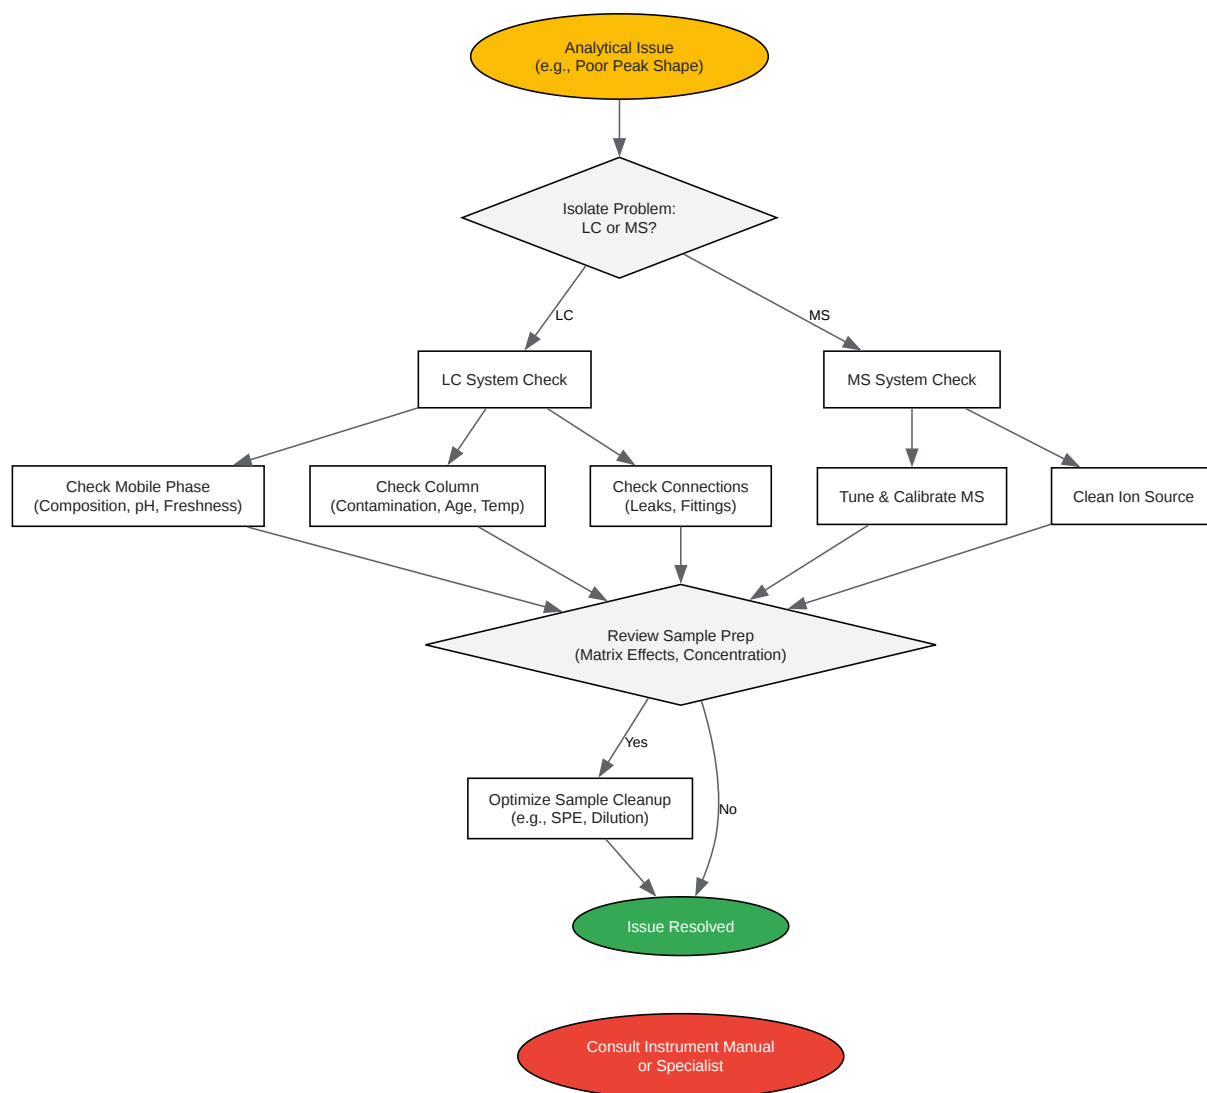 Analytical Issue
(e.g., Poor Peak Shape)
Isolate Problem:
LC or MS?
LC
MS
LC System Check
MS System Check
Check Mobile Phase
(Composition, pH, Freshness)
Check Column
(Contamination, Age, Temp)
Check Connections
(Leaks, Fittings)
Tune & Calibrate MS
Clean Ion Source
Review Sample Prep
(Matrix Effects, Concentration)
Yes
Optimize Sample Cleanup
(e.g., SPE, Dilution)
No
Issue Resolved
Consult Instrument Manual
or Specialist